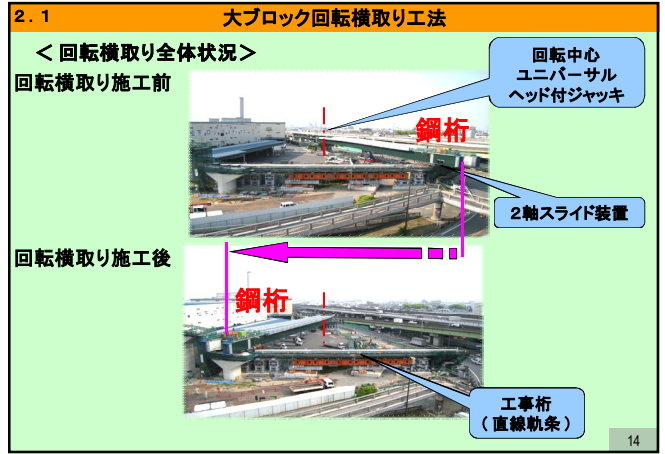 2.1
大ブロック回転横取り工法
＜回転横取り全体状況＞
回転横取り施工前
回転中心
ユニバーサル
ヘッド付ジャッキ
鋼桁
2軸スライド装置
回転横取り施工後
鋼桁
工事桁
（直線軌条）
14